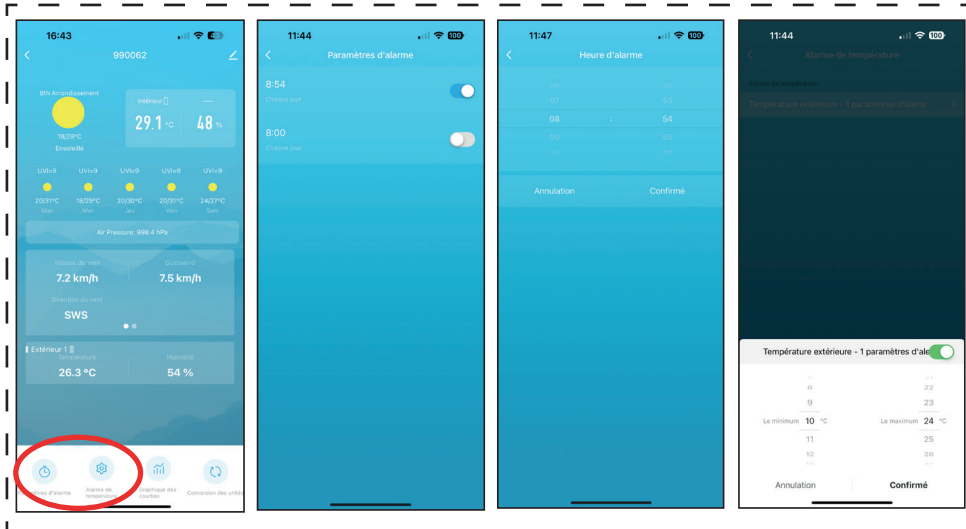 16:43
990062
8th Arrondissement
19/29°C
Ensoleillé
Intérieur
29.1 °C
48 %
UVI=9 UVI=9 UVI=9 UVI=9 UVI=9
20/31°C 18/29°C 20/30°C 20/31°C 24/27°C
Mar Mer Jeu Ven Sam
Air Pressure: 998.4 hPa
Vitesse du vent
7.2 km/h
7.5 km/h
Direction du vent
SWS
Extérieur 1
Température Humidité
26.3 °C 54 %
Alarme de température
Graphique des courbes
Conversion des unités
11:44
100
Paramètres d'alarme
8:54
Chaque jour
8:00
Chaque jour
11:47
100
Heure d'alarme
07 53
08 : 54
09 55
Annulation Confirmé
11:44
100
Alarme de température
Température extérieure - 1 paramètres d'alarme
Température extérieure - 1 paramètres d'ale
8 22
9 23
Le minimum 10 °C Le maximum 24 °C
11 25
12 26
Annulation Confirmé